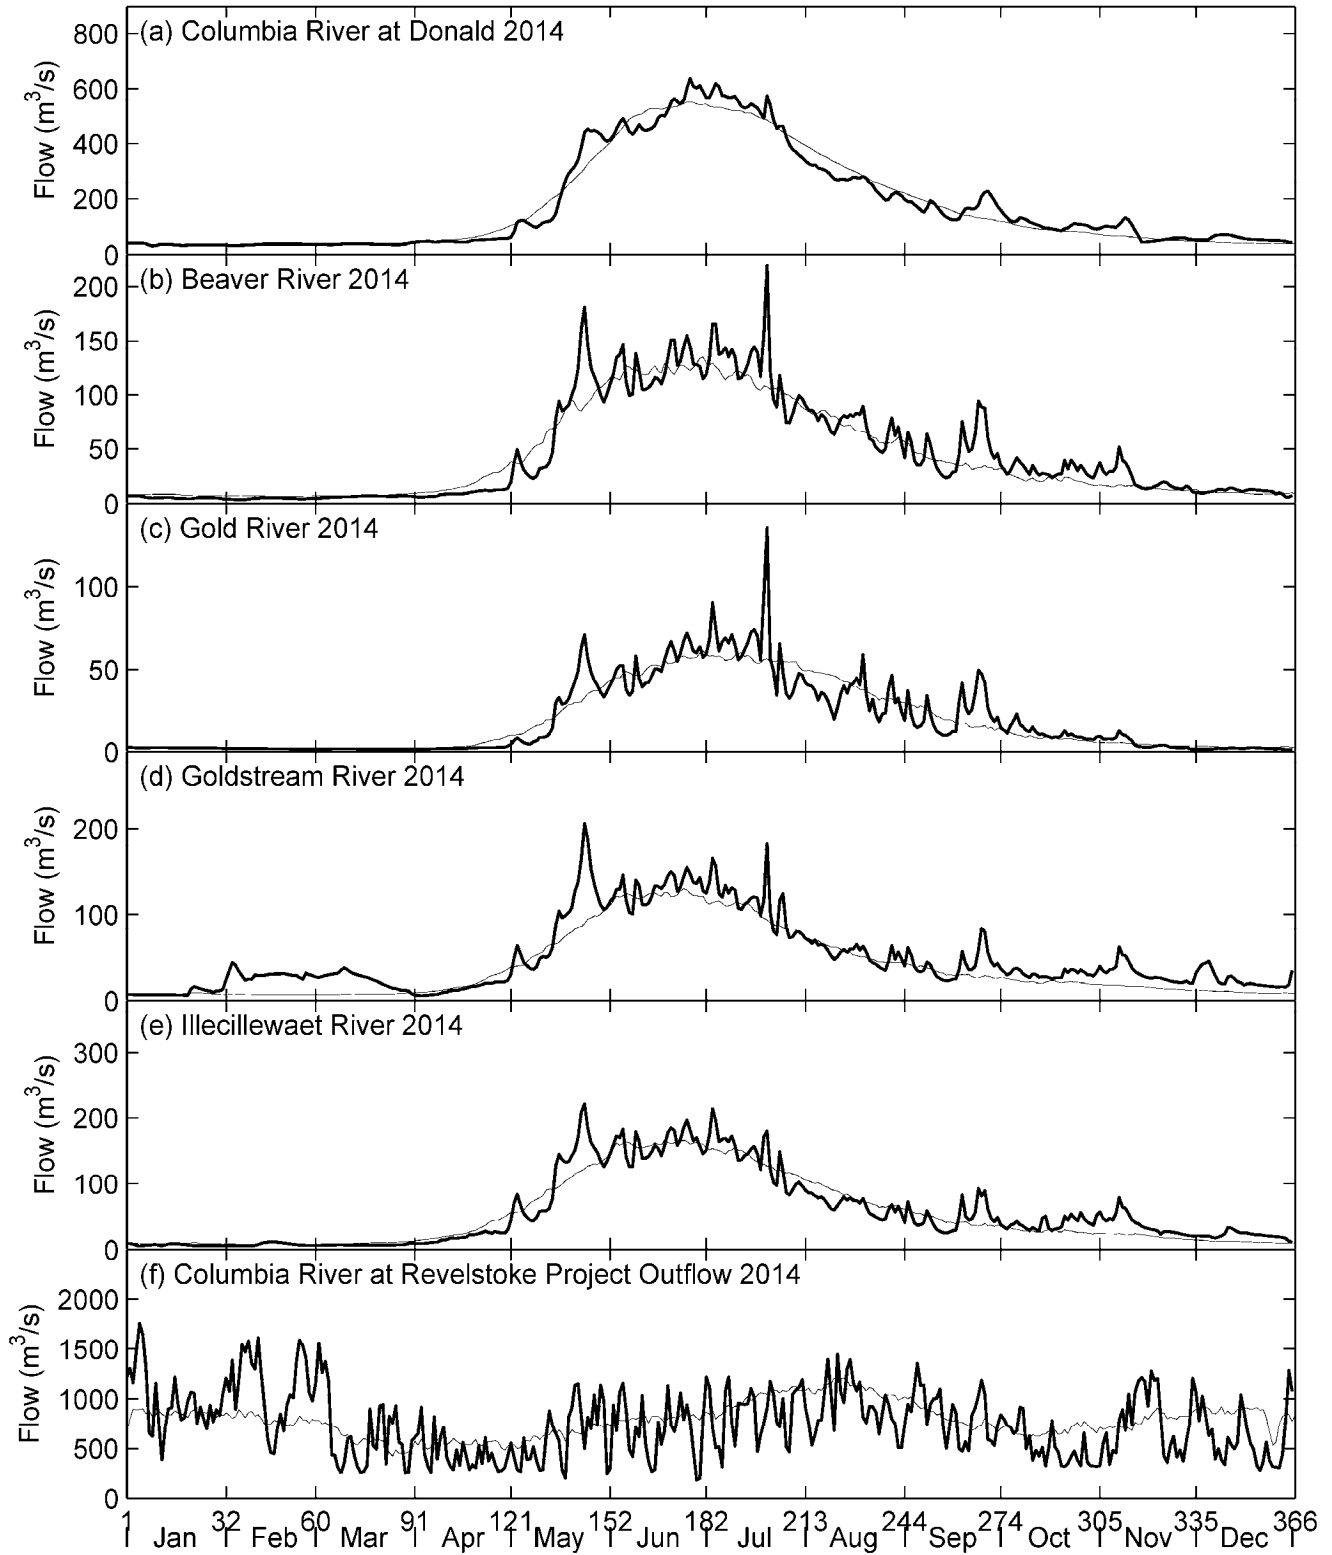 (a) Columbia River at Donald 2014
800
600
400
200
0
Flow (m³/s)
(b) Beaver River 2014
200
150
100
50
0
Flow (m³/s)
(c) Gold River 2014
100
50
0
Flow (m³/s)
(d) Goldstream River 2014
200
100
0
Flow (m³/s)
(e) Illecillewaet River 2014
300
200
100
0
Flow (m³/s)
(f) Columbia River at Revelstoke Project Outflow 2014
2000
1500
1000
500
0
Flow (m³/s)
1 32 60 91 121 152 182 213 244 274 305 335 366
Jan Feb Mar Apr May Jun Jul Aug Sep Oct Nov Dec